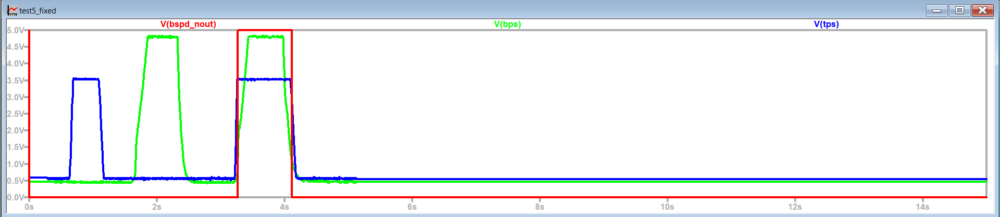 test5_fixed
V(bspd_nout) V(bps) V(tps)
5.0V
4.5V
4.0V
3.5V
3.0V
2.5V
2.0V
1.5V
1.0V
0.5V
0.0V
0s 2s 4s 6s 8s 10s 12s 14s